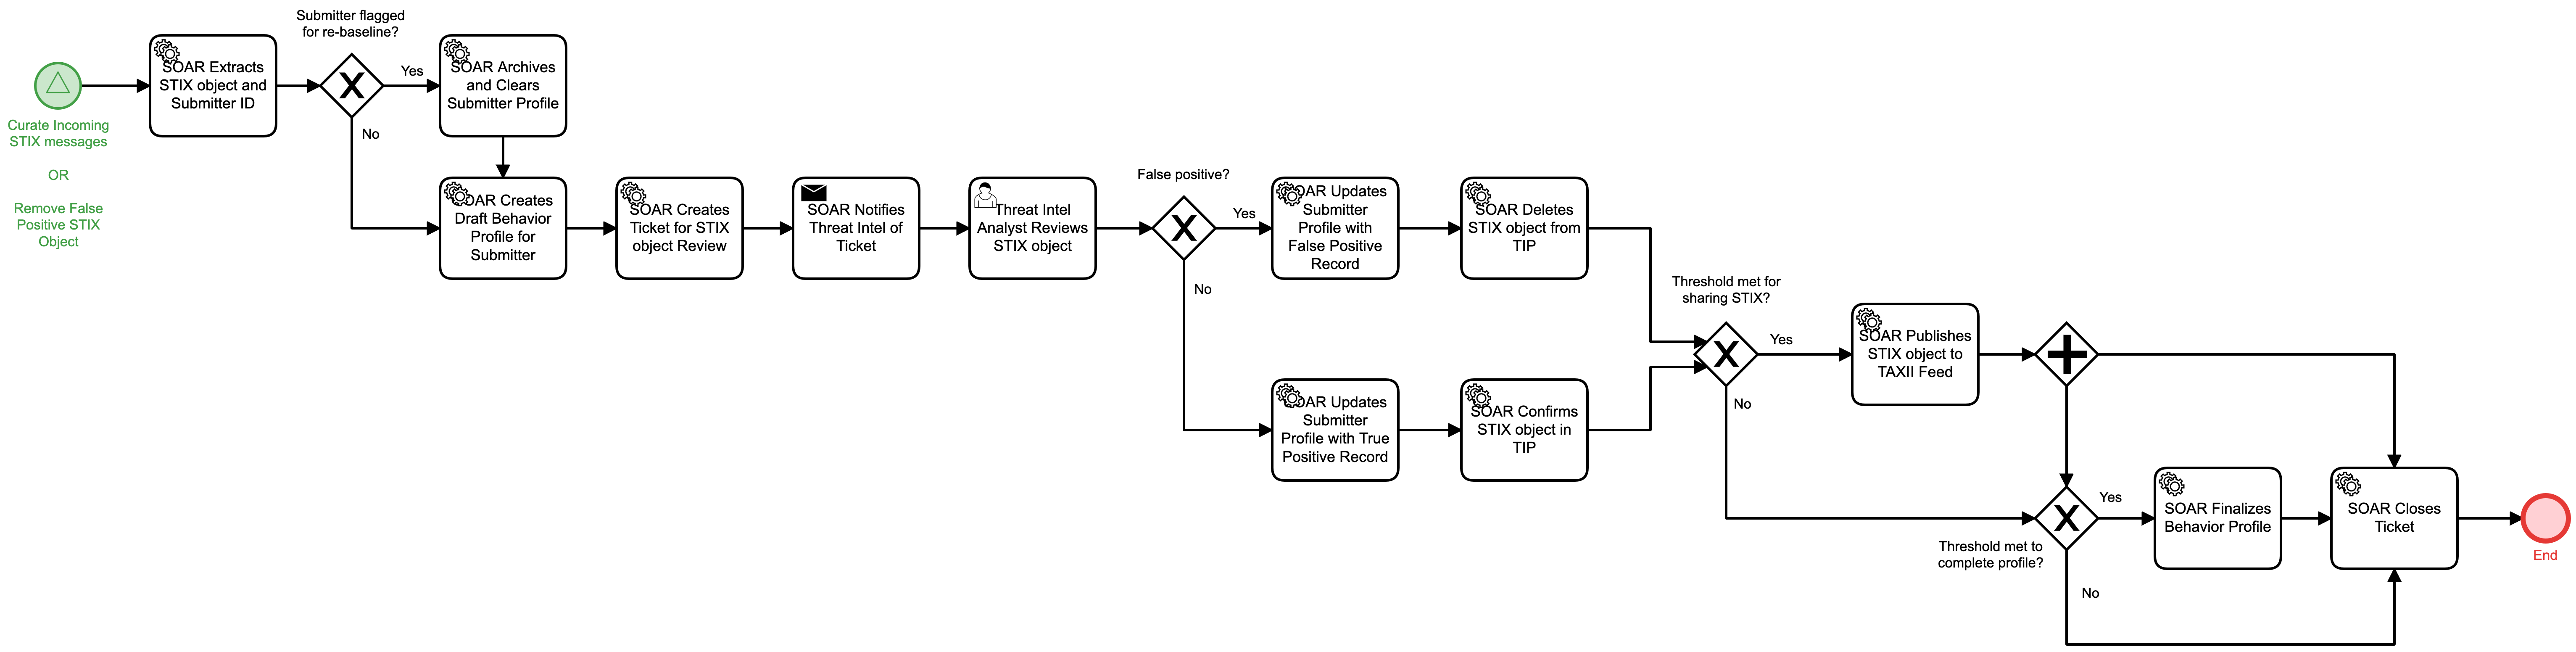 Curate Incoming
STIX messages
OR
Remove False
Positive STIX
Object
SOAR Extracts
STIX object and
Submitter ID
Submitter flagged
for re-baseline?
X
Yes
No
SOAR Archives
and Clears
Submitter Profile
SOAR Creates
Draft Behavior
Profile for
Submitter
SOAR Creates
Ticket for STIX
object Review
SOAR Notifies
Threat Intel of
Ticket
Threat Intel
Analyst Reviews
STIX object
False positive?
X
Yes
No
SOAR Updates
Submitter
Profile with
False Positive
Record
SOAR Deletes
STIX object from
TIP
SOAR Updates
Submitter
Profile with True
Positive Record
SOAR Confirms
STIX object in
TIP
Threshold met for
sharing STIX?
X
Yes
No
SOAR Publishes
STIX object to
TAXII Feed
X
Threshold met to
complete profile?
Yes
No
SOAR Finalizes
Behavior Profile
SOAR Closes
Ticket
End